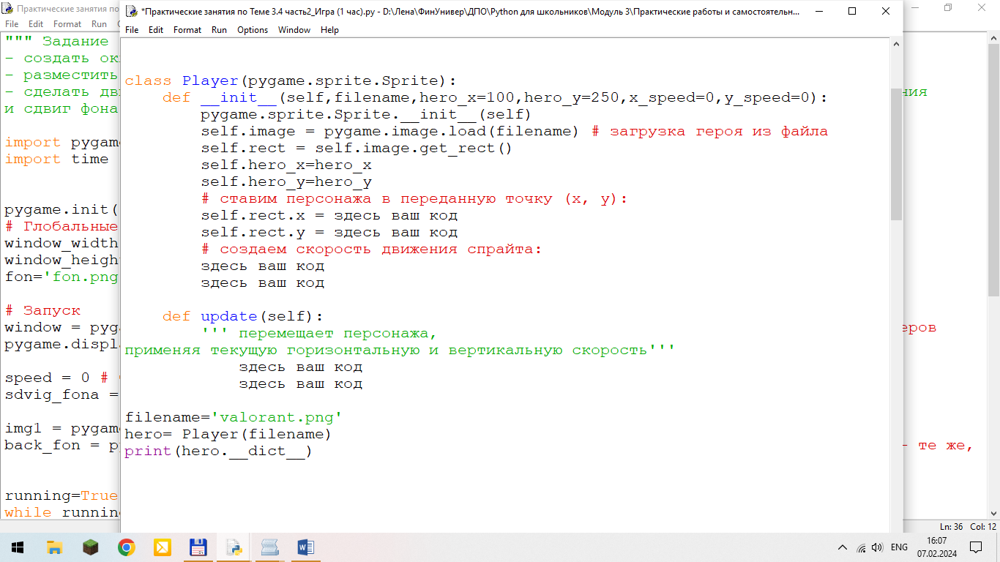 Практические занятия по
*Практические занятия по Теме 3.4 часть2_Игра (1 час).py - D:\Лена\ФинУнивер\ДПО\Python для школьников\Модуль 3\Практические работы и самостоятельн...
File Edit Format Run
File Edit Format Run Options Window Help
""" Задание
- создать ок
- разместить
- сделать дв
ния
и сдвиг фона
import pygame
import time
pygame.init(
# Глобальные
window_width
window_heigh
fon='fon.png
# Запуск
window = pyg
еров
pygame.displ
speed = 0 #
sdvig_fona =
img1 = pygam
back_fon = p
- те же,
running=True
while running
class Player(pygame.sprite.Sprite):
def __init__(self,filename,hero_x=100,hero_y=250,x_speed=0,y_speed=0):
pygame.sprite.Sprite.__init__(self)
self.image = pygame.image.load(filename) # загрузка героя из файла
self.rect = self.image.get_rect()
self.hero_x=hero_x
self.hero_y=hero_y
# ставим персонажа в переданную точку (x, y):
self.rect.x = здесь ваш код
self.rect.y = здесь ваш код
# создаем скорость движения спрайта:
здесь ваш код
здесь ваш код
def update(self):
''' перемещает персонажа,
применяя текущую горизонтальную и вертикальную скорость'''
здесь ваш код
здесь ваш код
filename='valorant.png'
hero= Player(filename)
print(hero.__dict__)
Ln: 36 Col: 12
ENG
16:07
07.02.2024